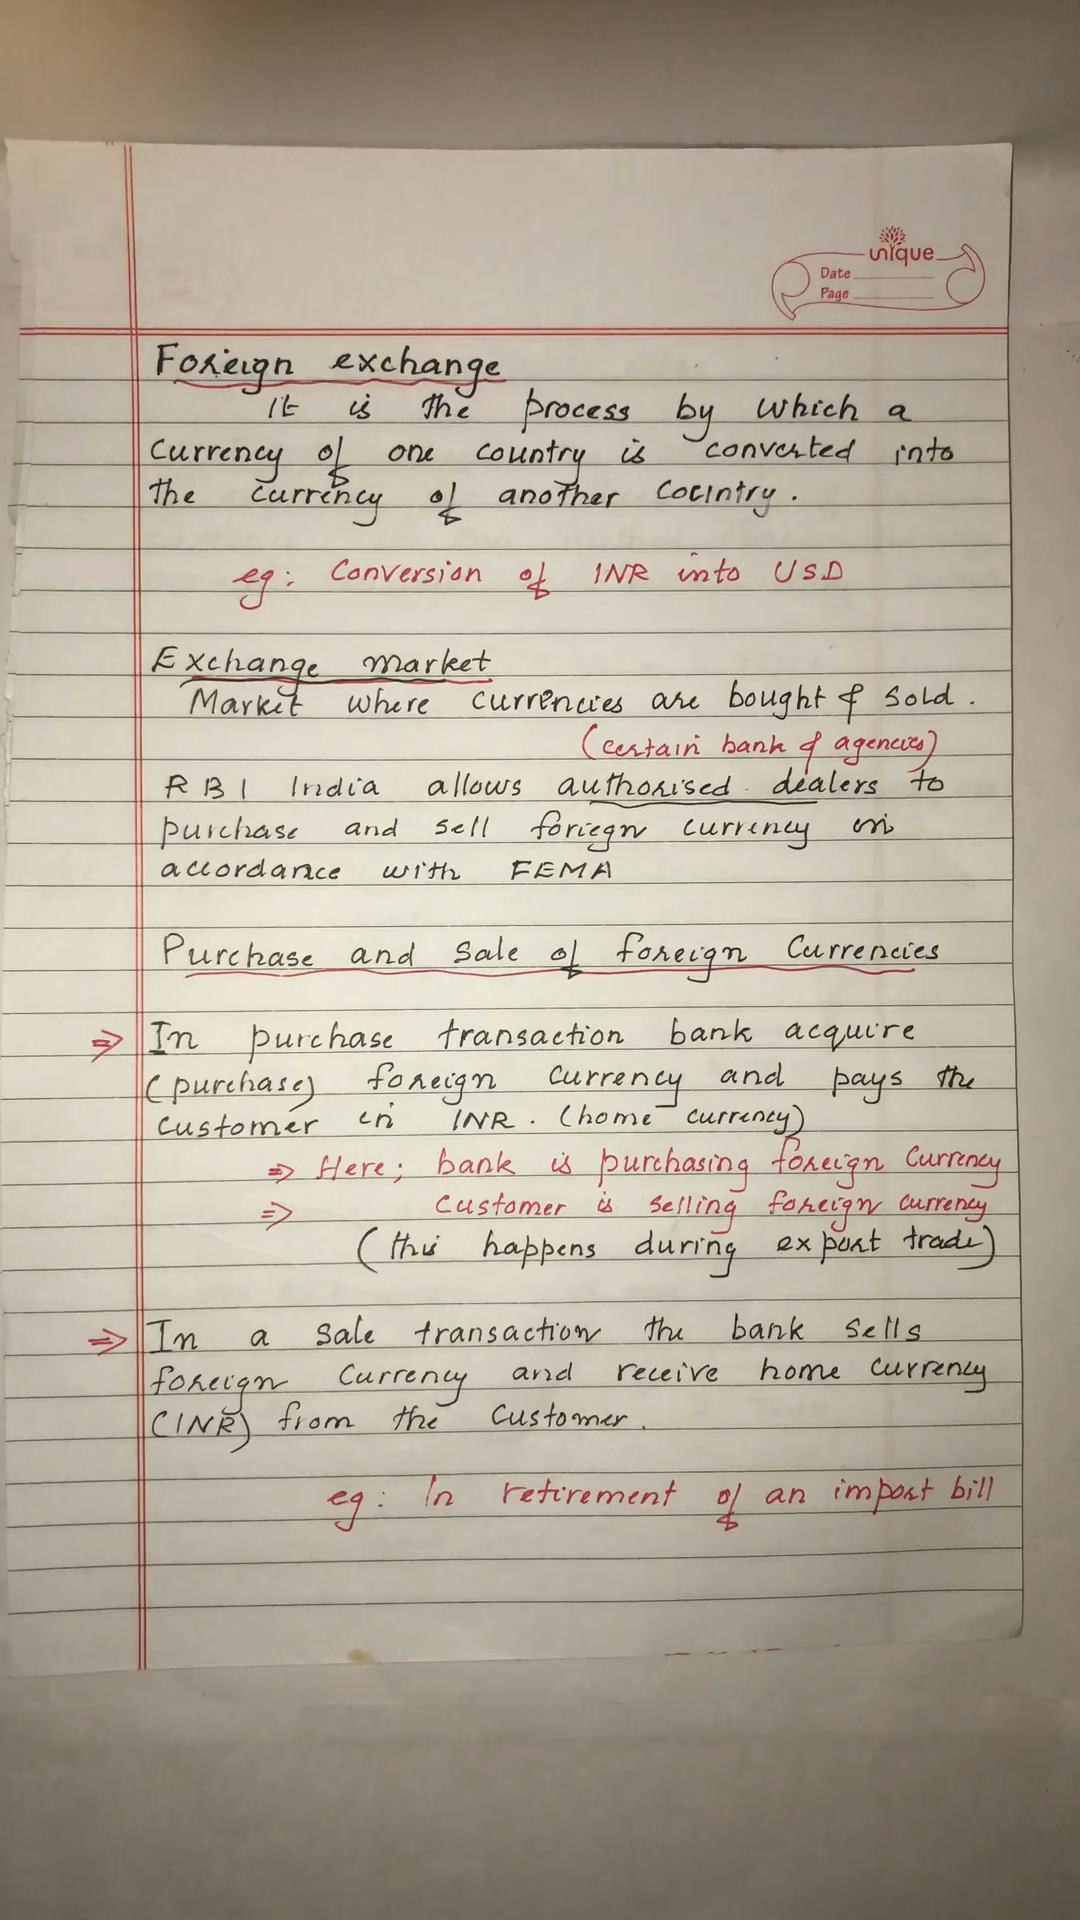 unique
Date
Page
Foreign exchange
It is the process by which a
currency of one country is converted into
the currency of another country.
eg: Conversion of INR into USD
Exchange market
Market where currencies are bought & sold.
(certain bank & agencies)
RBI India allows authorised dealers to
purchase and sell foriegn currency in
accordance with FEMA
Purchase and Sale of foreign Currencies
⇒ In purchase transaction bank acquire
(purchase) foreign currency and pays the
customer in INR. (home currency)
⇒ Here; bank is purchasing foreign currency
⇒ Customer is selling foreign currency
(this happens during export trade)
⇒ In a sale transaction the bank sells
foreign currency and receive home currency
(INR) from the customer.
eg: In retirement of an import bill